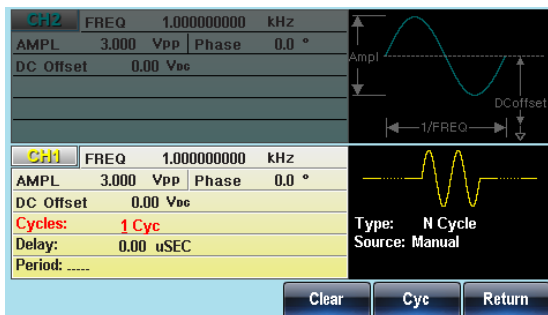 CH2 FREQ 1.000000000 kHz
AMPL 3.000 Vpp Phase 0.0 °
DC Offset 0.00 VDC
Ampl
DCoffset
1/FREQ
CH1 FREQ 1.000000000 kHz
AMPL 3.000 Vpp Phase 0.0 °
DC Offset 0.00 VDC
Cycles: 1 Cyc
Delay: 0.00 uSEC
Period: .....
Type: N Cycle
Source: Manual
Clear Cyc Return